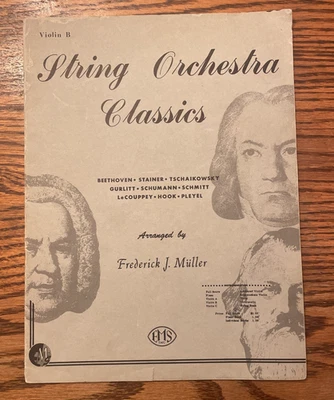 Violin B
String Orchestra
Classics
BEETHOVEN • STAINER • TSCHAIKOWSKY
GURLITT • SCHUMANN • SCHMITT
LeCOUPPEY • HOOK • PLEYEL
Arranged by
Frederick J. Müller
EMS